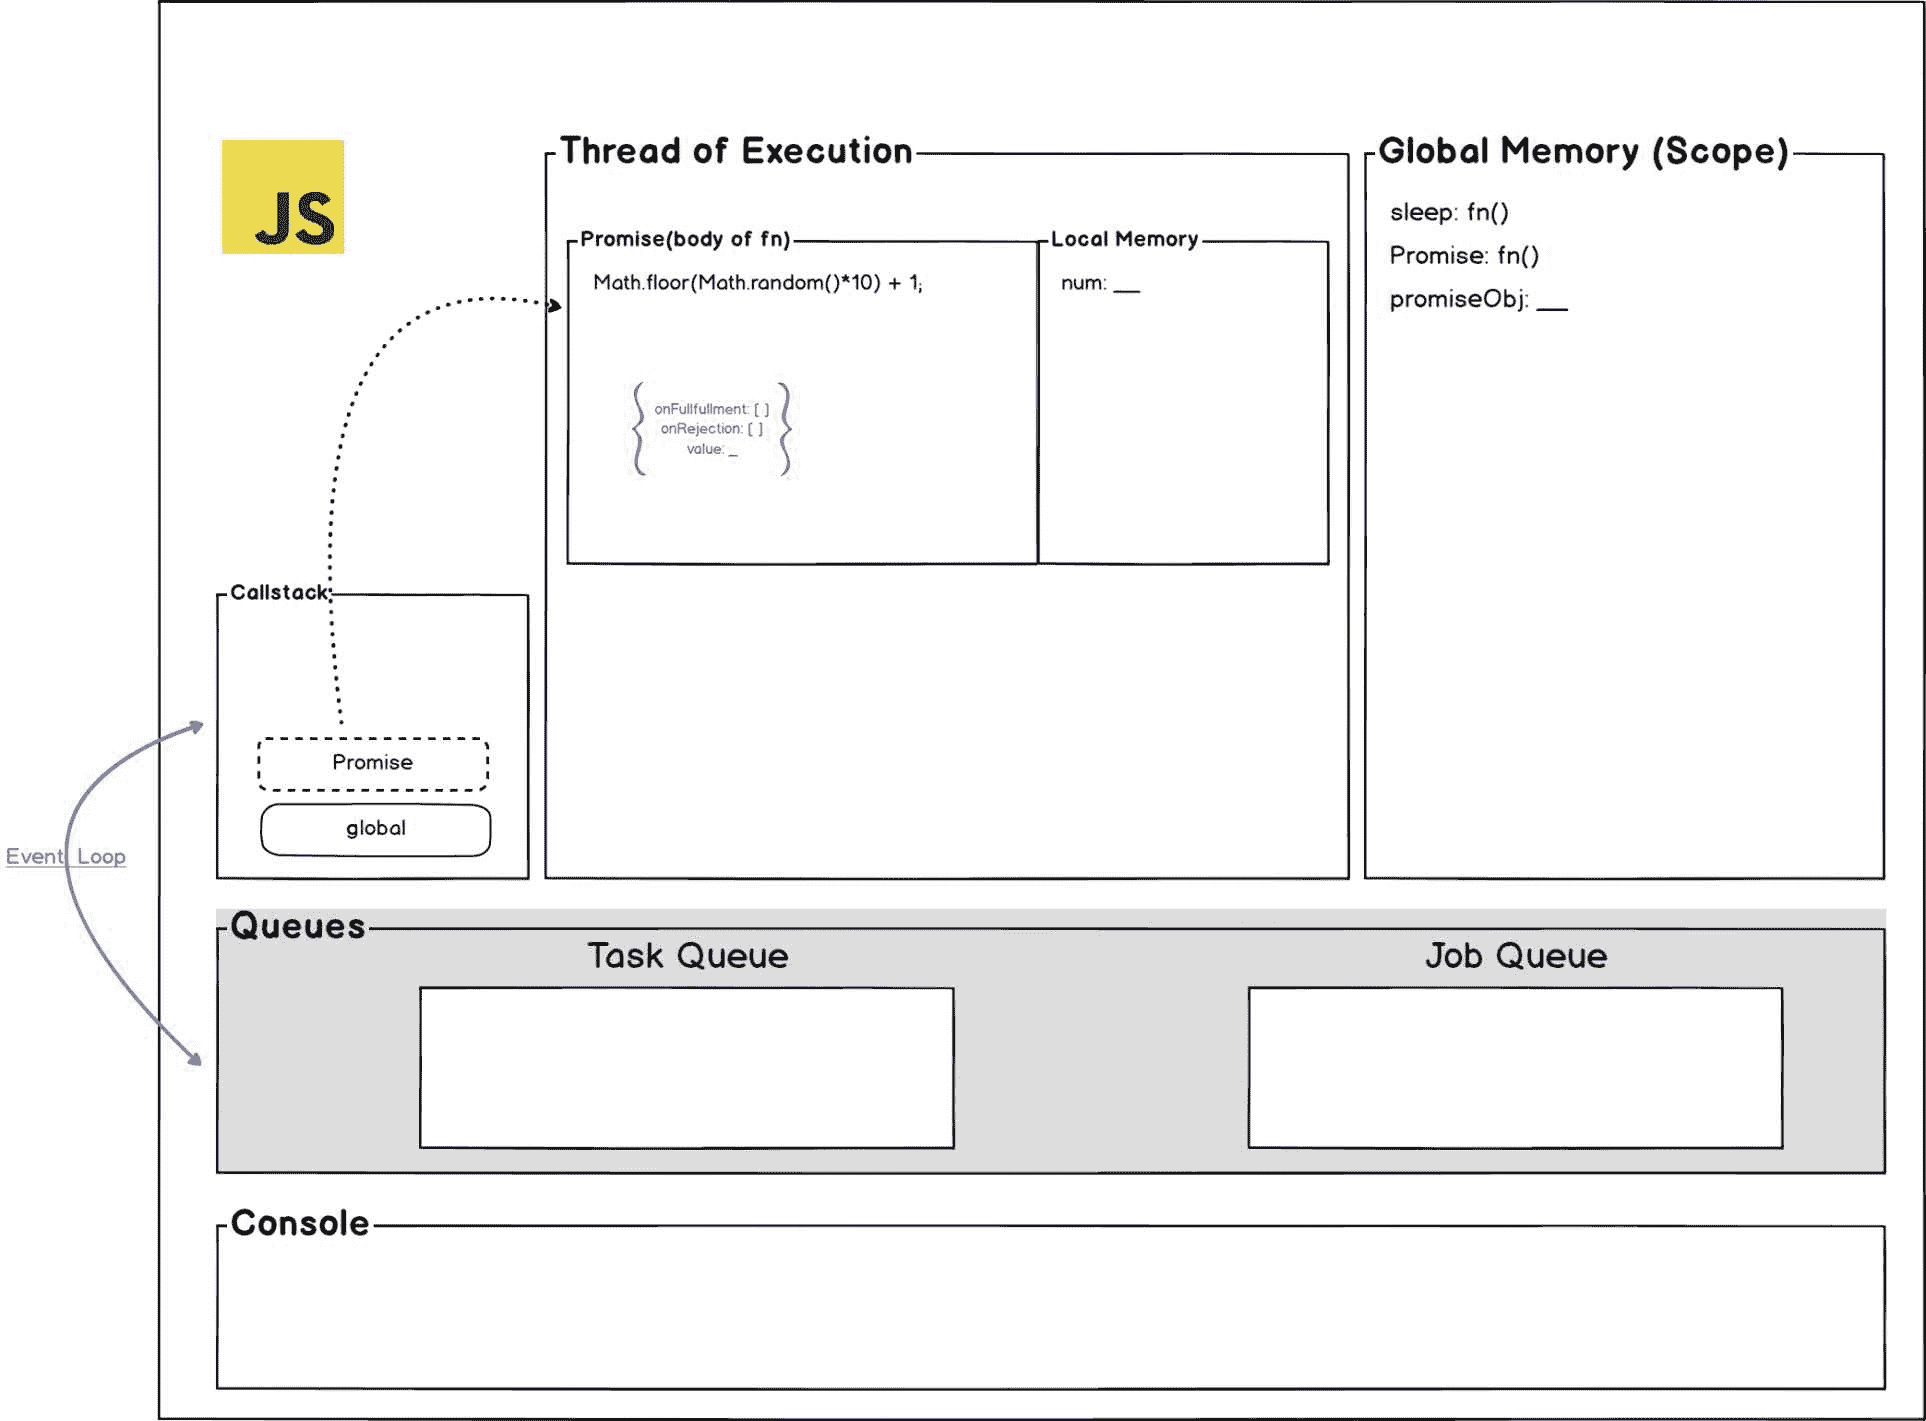 JS
Thread of Execution
Promise(body of fn)
Math.floor(Math.random()*10) + 1;
{ onFullfullment: [ ]
onRejection: [ ]
value: _ }
Local Memory
num: __
Global Memory (Scope)
sleep: fn()
Promise: fn()
promiseObj: __
Callstack
Promise
global
Event Loop
Queues
Task Queue
Job Queue
Console